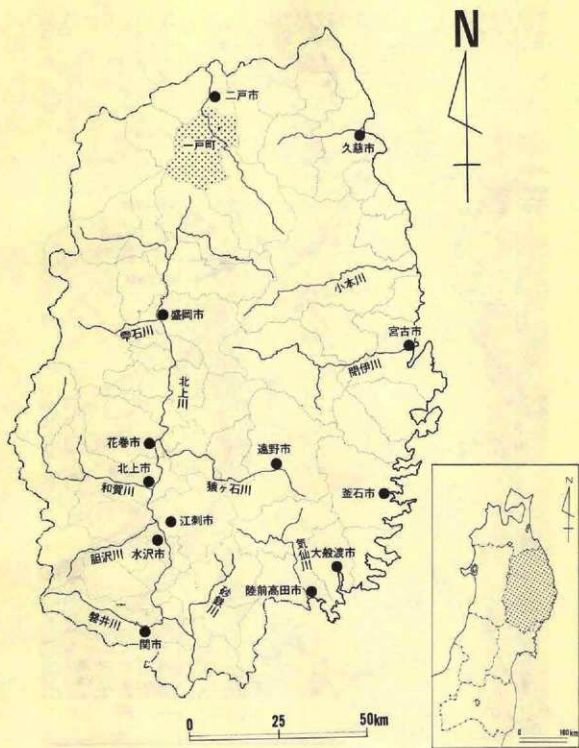 N
二戸市
一戸町
久慈市
小本川
盛岡市
雫石川
宮古市
閉伊川
北上川
花巻市
遠野市
北上市
和賀川
猿ヶ石川
釜石市
江刺市
胆沢川
水沢市
気仙川
大船渡市
砂鉄川
陸前高田市
磐井川
一関市
0 25 50km
N
0 100km